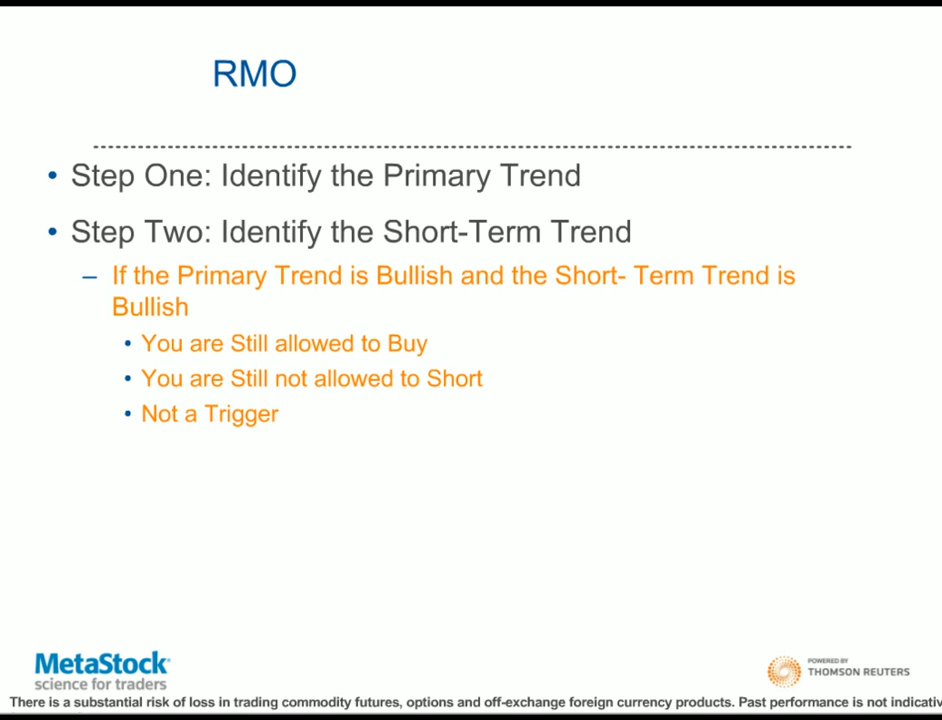 RMO
• Step One: Identify the Primary Trend
• Step Two: Identify the Short-Term Trend
– If the Primary Trend is Bullish and the Short- Term Trend is
Bullish
• You are Still allowed to Buy
• You are Still not allowed to Short
• Not a Trigger
MetaStock
science for traders
POWERED BY
THOMSON REUTERS
There is a substantial risk of loss in trading commodity futures, options and off-exchange foreign currency products. Past performance is not indicativ